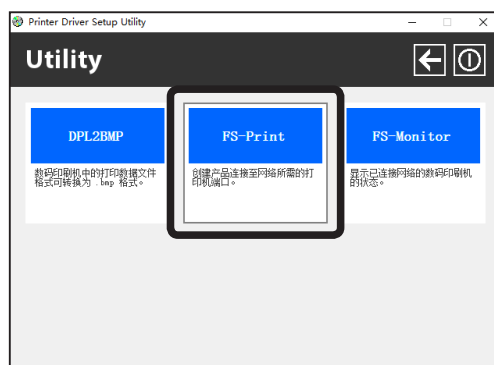 Printer Driver Setup Utility
Utility
DPL2BMP
数码印刷机中的打印数据文件
格式可转换为 .bmp 格式。
FS-Print
创建产品连接至网络所需的打
印机端口。
FS-Monitor
显示已连接网络的数码印刷机
的状态。